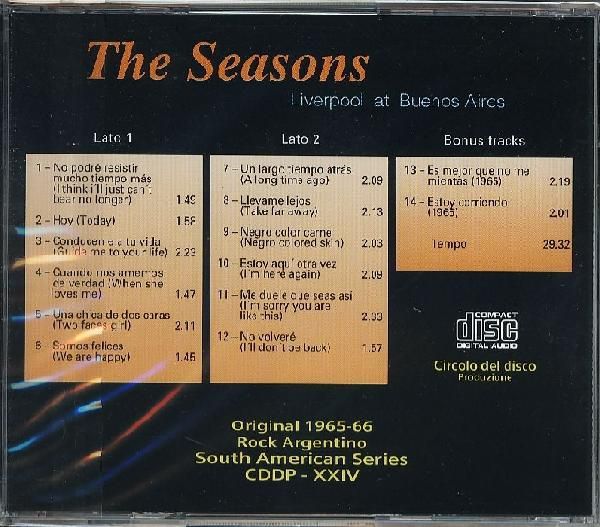 The Seasons
Liverpool at Buenos Aires
Lato 1
1 – No podré resistir
mucho tiempo más
(I think i'll just can't
bear no longer) 1.49
2 – Hoy (Today) 1.58
3 – Conduceme a tu vida
(Guide me to your life) 2.23
4 – Cuando nos amemos
de verdad (When she
loves me) 1.47
5 – Una chica de dos caras
(Two faces girl) 2.11
6 – Somos felices
(We are happy) 1.45
Lato 2
7 – Un largo tiempo atrás
(A long time ago) 2.09
8 – Llevame lejos
(Take far away) 2.13
9 – Negro color carne
(Negro colored skin) 2.03
10 – Estoy aqui' otra vez
(I'm here again) 2.09
11 – Me duele que seas asi
(I'm sorry you are
like this) 2.03
12 – No volveré
(I'll don't be back) 1.57
Bonus tracks
13 – Es mejor que no me
mientás (1965) 2.19
14 – Estoy corriendo
(1965) 2.01
Tempo 29.32
COMPACT
disc
DIGITAL AUDIO
Circolo del disco
Produzione
Original 1965-66
Rock Argentino
South American Series
CDDP - XXIV